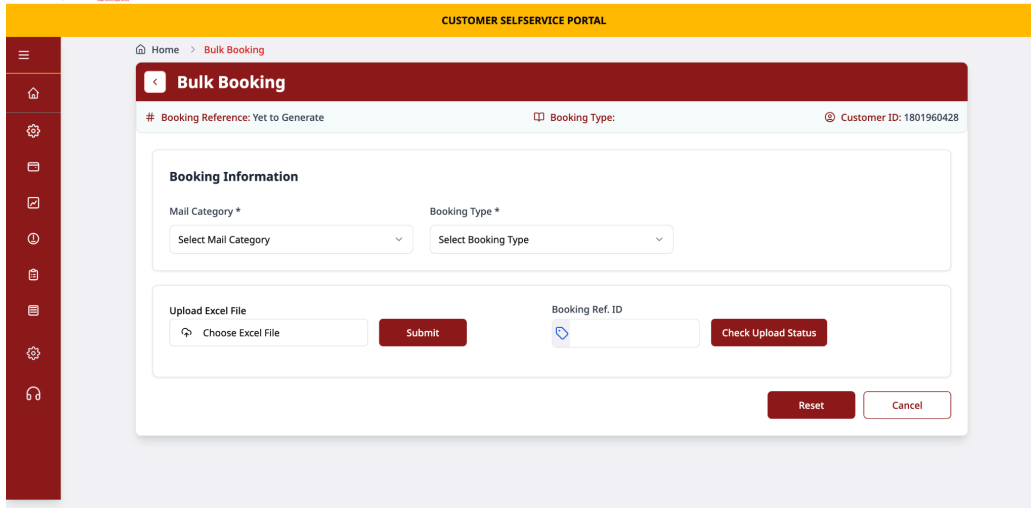 CUSTOMER SELFSERVICE PORTAL
Home > Bulk Booking
Bulk Booking
# Booking Reference: Yet to Generate
Booking Type:
Customer ID: 1801960428
Booking Information
Mail Category *
Booking Type *
Select Mail Category
Select Booking Type
Upload Excel File
Booking Ref. ID
Choose Excel File
Submit
Check Upload Status
Reset
Cancel